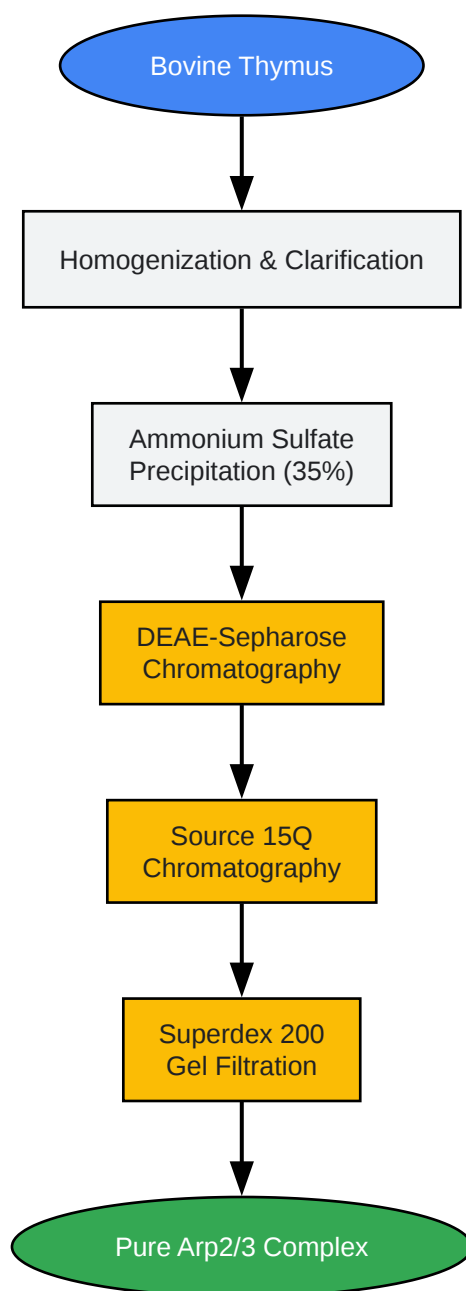 Bovine Thymus
Homogenization & Clarification
Ammonium Sulfate
Precipitation (35%)
DEAE-Sepharose
Chromatography
Source 15Q
Chromatography
Superdex 200
Gel Filtration
Pure Arp2/3 Complex